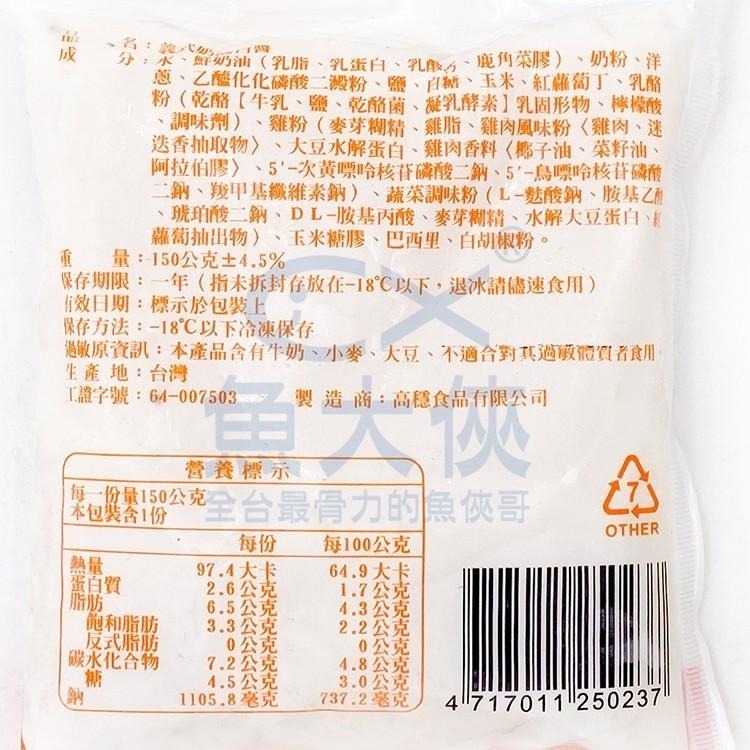 品 名：義式奶油白醬
成 分：水、鮮奶油（乳脂、乳蛋白、乳酸、鹿角菜膠）、奶粉、洋
蔥、乙醯化化磷酸二澱粉、鹽、白糖、玉米、紅蘿蔔丁、乳酪
粉（乾酪【牛乳、鹽、乾酪菌、凝乳酵素】乳固形物、檸檬酸
、調味劑）、雞粉（麥芽糊精、雞脂、雞肉風味粉〈雞肉、迷
迭香抽取物〉、大豆水解蛋白、雞肉香料〈椰子油、菜籽油、
阿拉伯膠〉、5'-次黃嘌呤核苷磷酸二鈉、5'-鳥嘌呤核苷磷酸
二鈉、羧甲基纖維素鈉）、蔬菜調味粉（L-麩酸鈉、胺基乙酸
、琥珀酸二鈉、DL-胺基丙酸、麥芽糊精、水解大豆蛋白、紅
蘿蔔抽出物）、玉米糖膠、巴西里、白胡椒粉。
重 量：150公克±4.5%
保存期限：一年（指未拆封存放在-18℃以下，退冰請儘速食用）
有效日期：標示於包裝上
保存方法：-18℃以下冷凍保存
過敏原資訊：本產品含有牛奶、小麥、大豆、不適合對其過敏體質者食用
生產地：台灣
工證字號：64-007503 製造商：高穩食品有限公司
魚大俠
®
全台最骨力的魚俠哥
營養標示
每一份量150公克
本包裝含1份
每份 每100公克
熱量 97.4大卡 64.9大卡
蛋白質 2.6公克 1.7公克
脂肪 6.5公克 4.3公克
飽和脂肪 3.3公克 2.2公克
反式脂肪 0公克 0公克
碳水化合物 7.2公克 4.8公克
糖 4.5公克 3.0公克
鈉 1105.8毫克 737.2毫克
7
OTHER
4 717011 250237